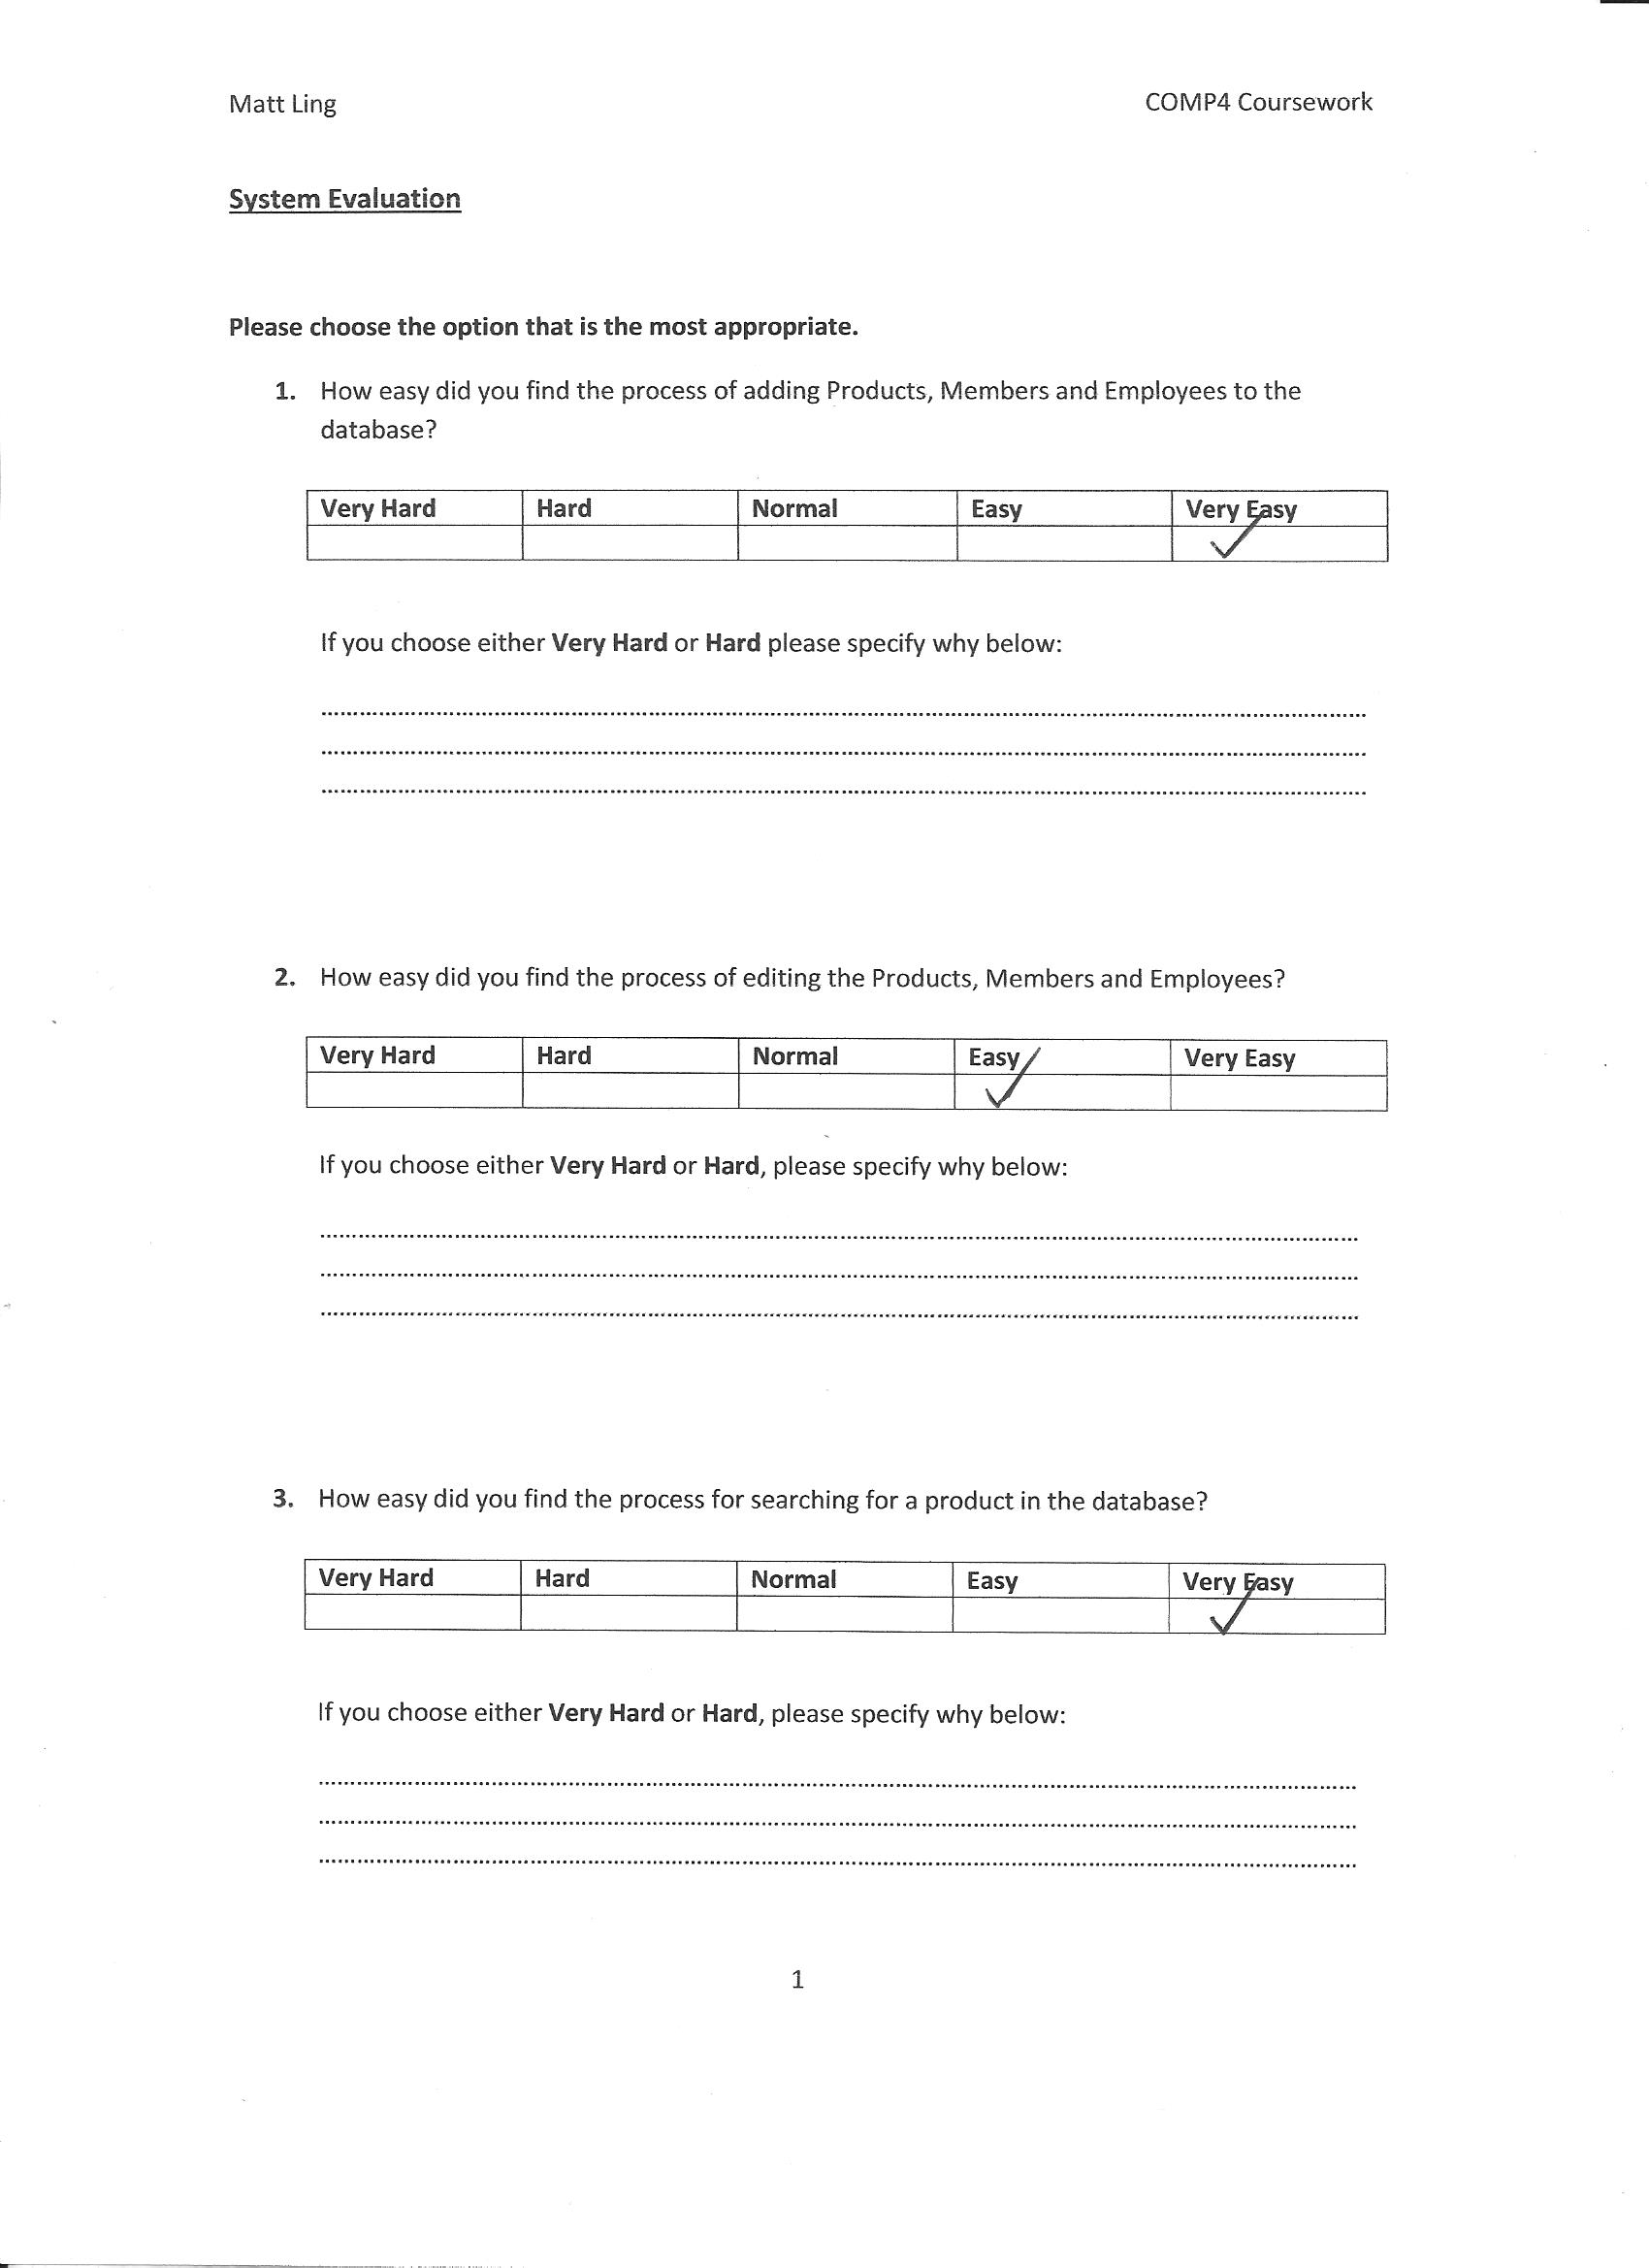 Matt Ling COMP4 Coursework
System Evaluation
Please choose the option that is the most appropriate.
1. How easy did you find the process of adding Products, Members and Employees to the
database?
Very Hard Hard Normal Easy Very Easy
✓
If you choose either Very Hard or Hard please specify why below:
2. How easy did you find the process of editing the Products, Members and Employees?
Very Hard Hard Normal Easy Very Easy
✓
If you choose either Very Hard or Hard, please specify why below:
3. How easy did you find the process for searching for a product in the database?
Very Hard Hard Normal Easy Very Easy
✓
If you choose either Very Hard or Hard, please specify why below:
1